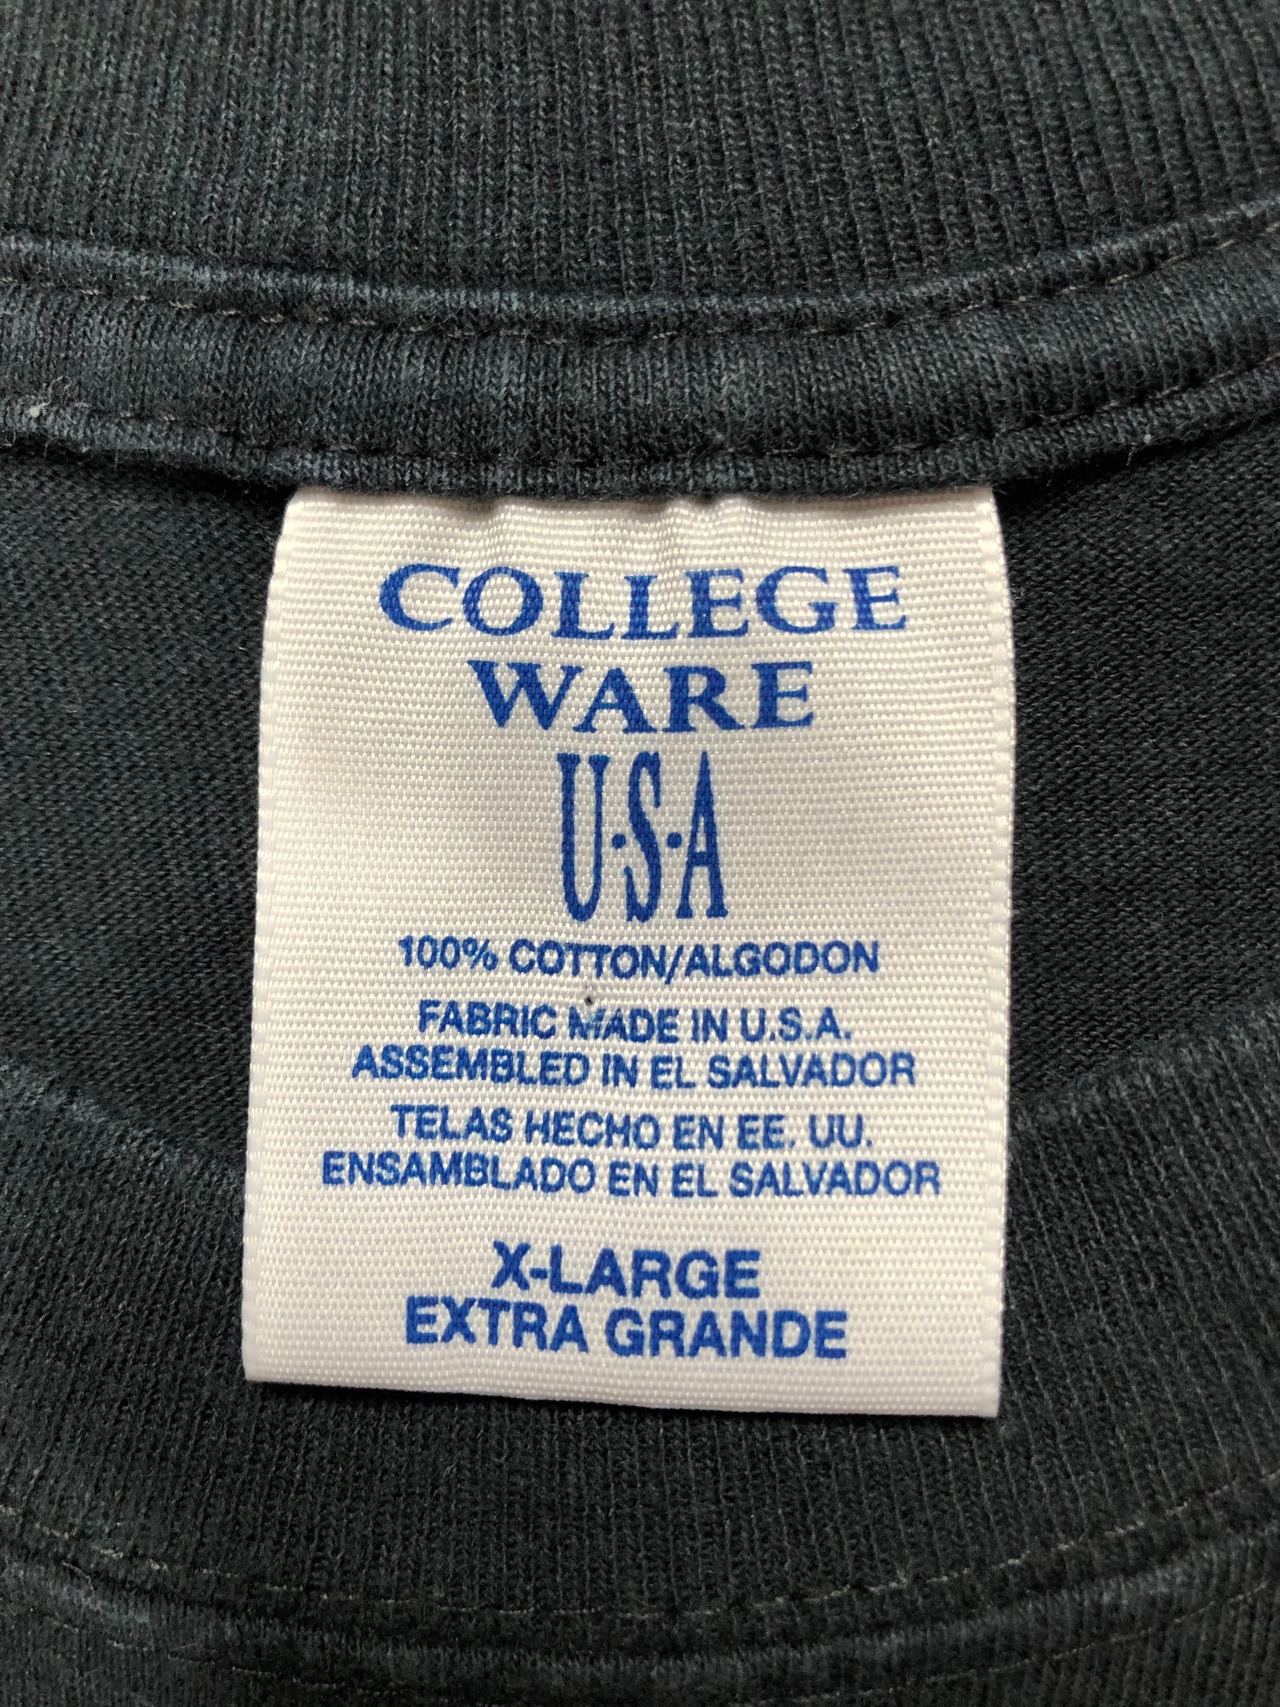 COLLEGE
WARE
U·S·A
100% COTTON/ALGODON
FABRIC MADE IN U.S.A.
ASSEMBLED IN EL SALVADOR
TELAS HECHO EN EE. UU.
ENSAMBLADO EN EL SALVADOR
X-LARGE
EXTRA GRANDE